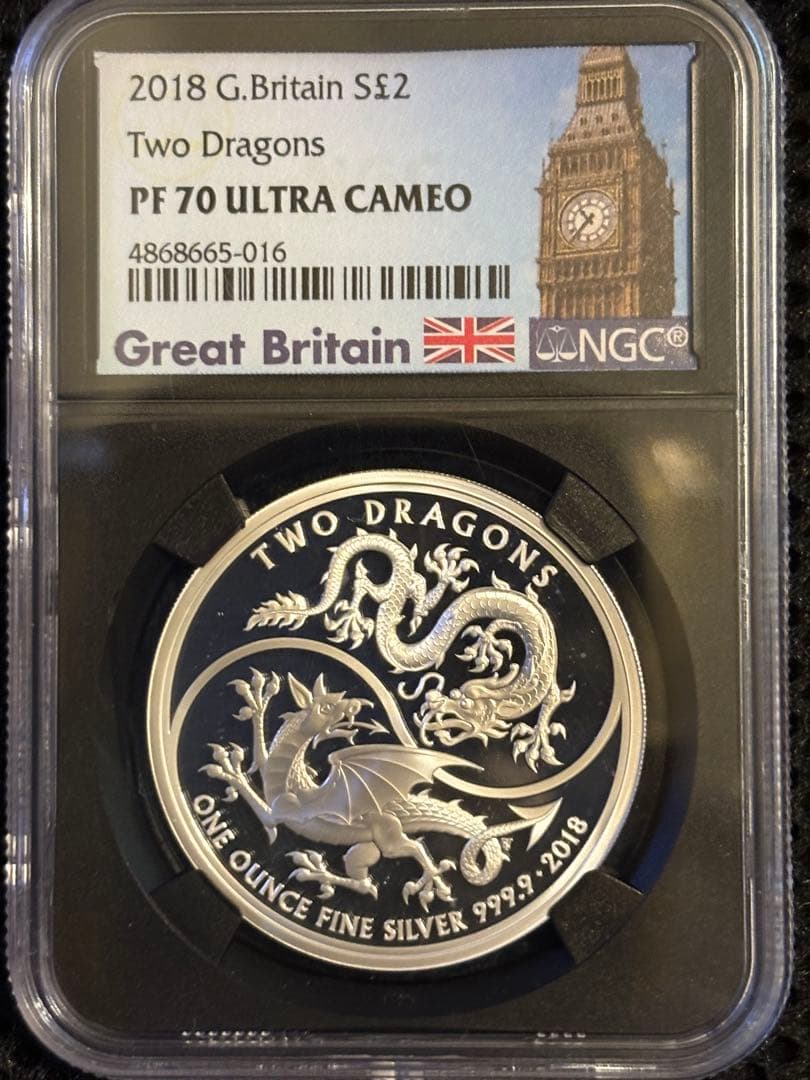 2018 G.Britain S£2
Two Dragons
PF 70 ULTRA CAMEO
4868665-016
Great Britain
NGC®
TWO DRAGONS
ONE OUNCE FINE SILVER 999.9 · 2018